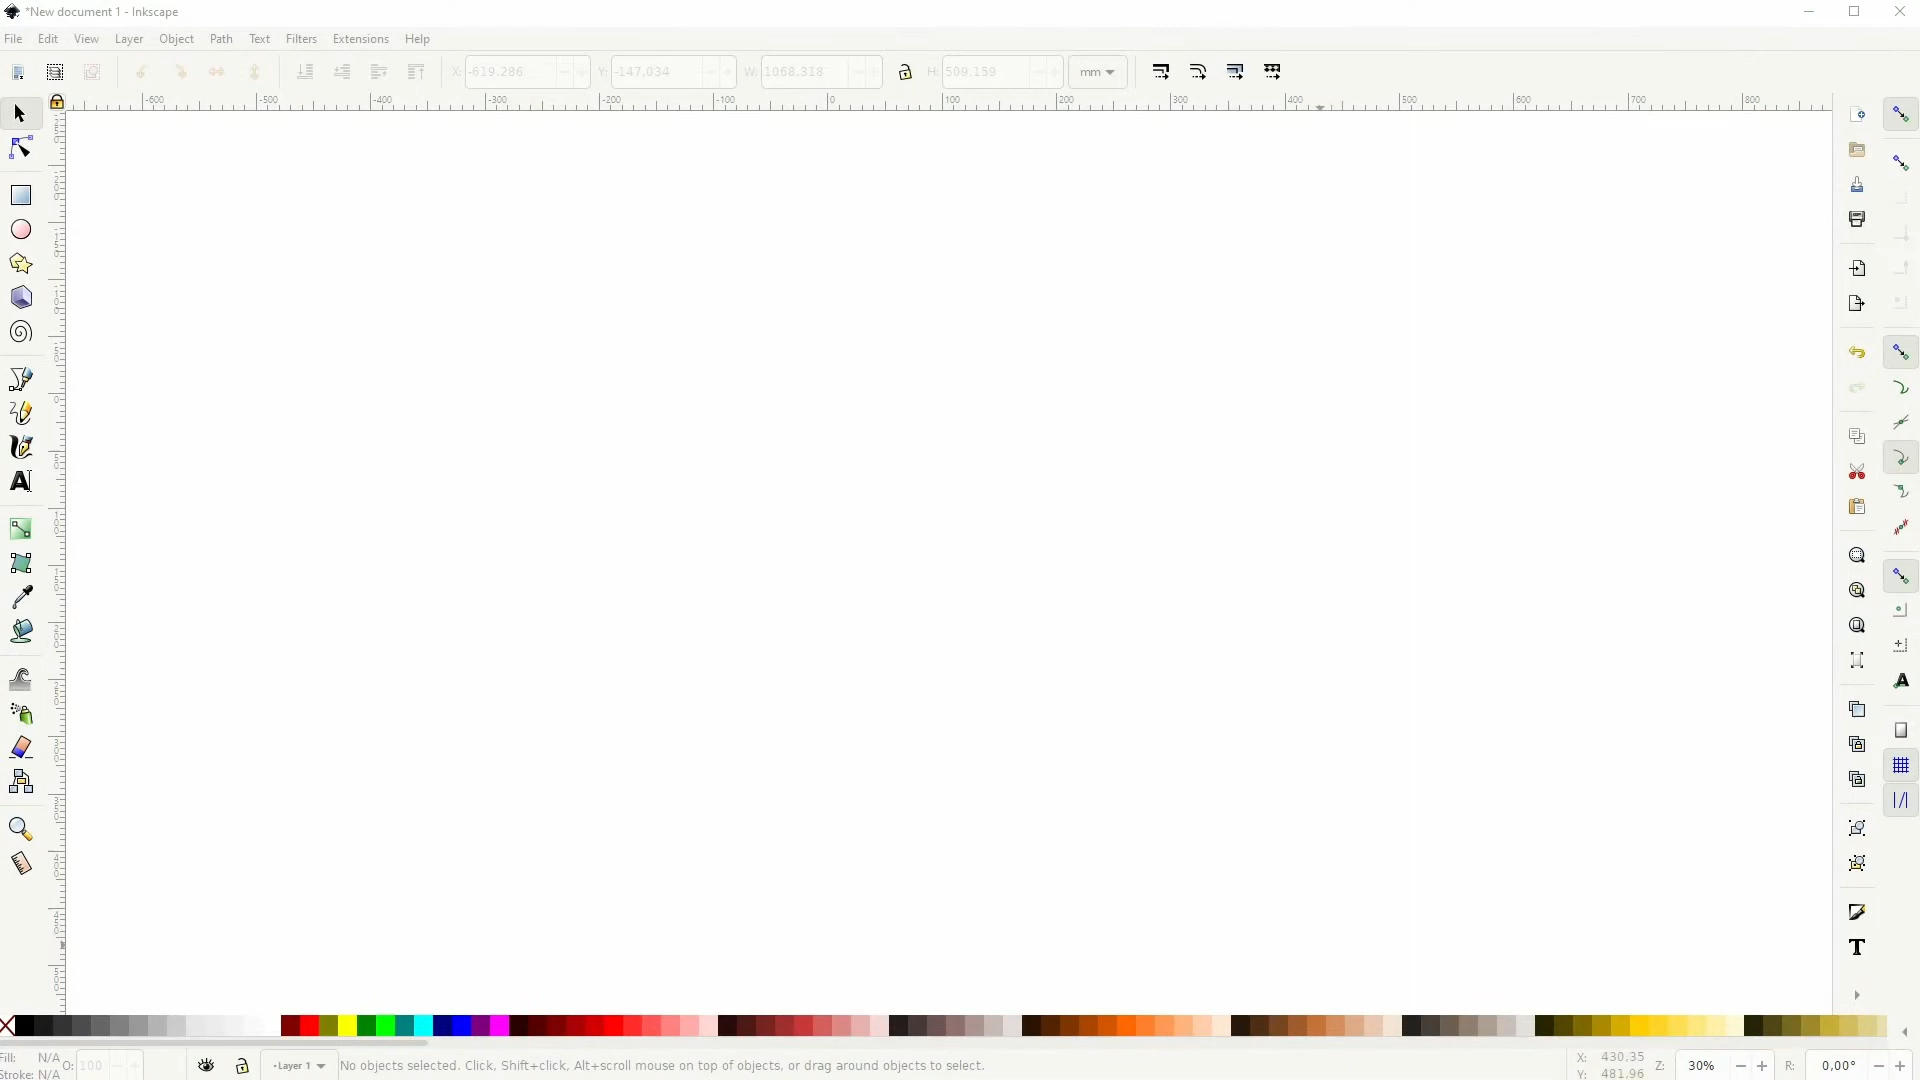 *New document 1 - Inkscape
File Edit View Layer Object Path Text Filters Extensions Help
X: -619.286 Y: -147,034 W: 1068.318 H: 509.159 mm
-600 -500 -400 -300 -200 -100 0 100 200 300 400 500 600 700 800
Fill: N/A O: 100
Stroke: N/A
•Layer 1
No objects selected. Click, Shift+click, Alt+scroll mouse on top of objects, or drag around objects to select.
X: 430,35
Y: 481,96
Z: 30% R: 0,00°